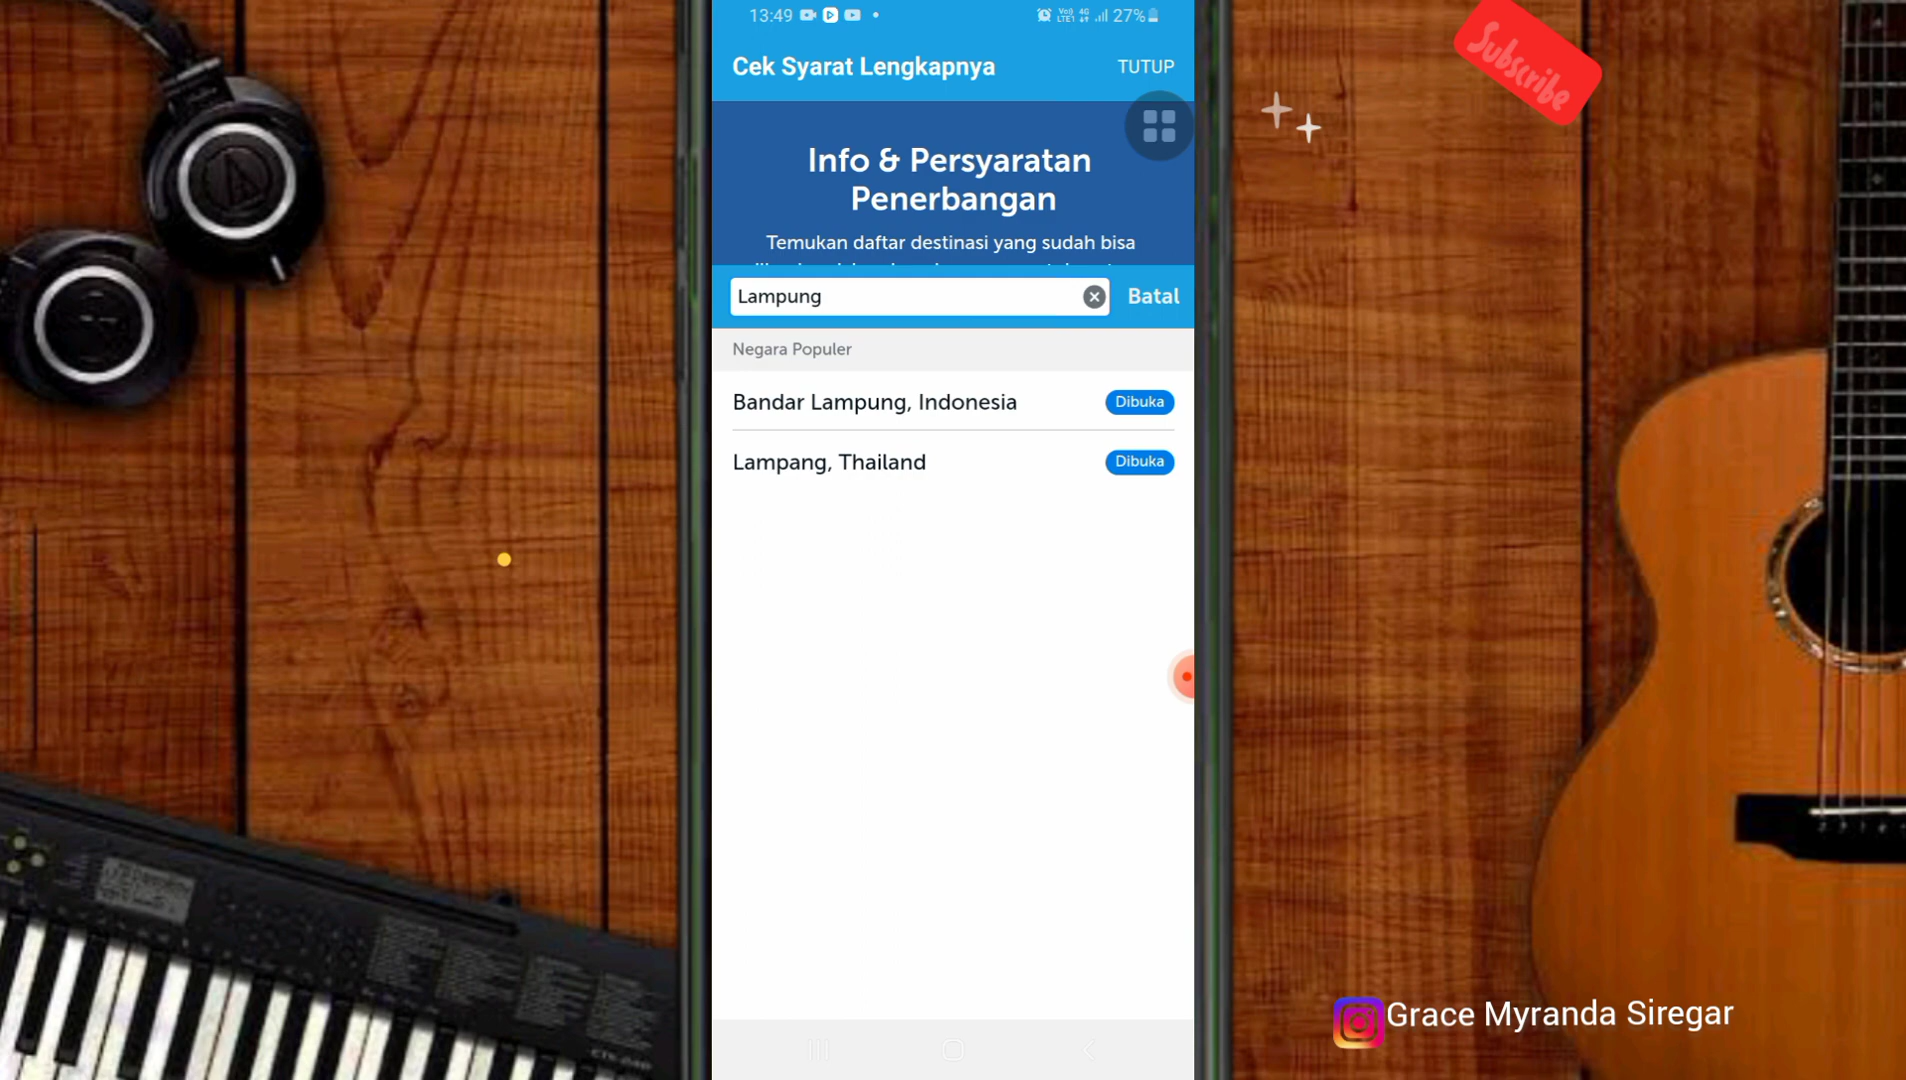 13:49
27%
Cek Syarat Lengkapnya
TUTUP
Info & Persyaratan
Penerbangan
Temukan daftar destinasi yang sudah bisa
Lampung
Batal
Negara Populer
Bandar Lampung, Indonesia
Dibuka
Lampang, Thailand
Dibuka
Subscribe
Grace Myranda Siregar